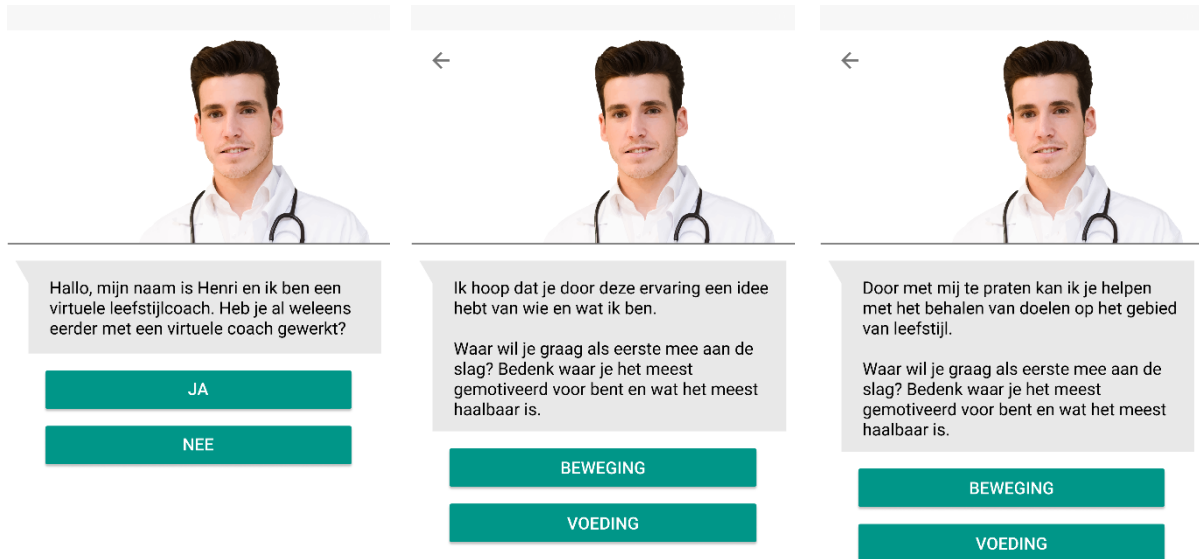 Hallo, mijn naam is Henri en ik ben een
virtuele leefstijlcoach. Heb je al weleens
eerder met een virtuele coach gewerkt?
JA
NEE
Ik hoop dat je door deze ervaring een idee
hebt van wie en wat ik ben.
Waar wil je graag als eerste mee aan de
slag? Bedenk waar je het meest
gemotiveerd voor bent en wat het meest
haalbaar is.
BEWEGING
VOEDING
Door met mij te praten kan ik je helpen
met het behalen van doelen op het gebied
van leefstijl.
Waar wil je graag als eerste mee aan de
slag? Bedenk waar je het meest
gemotiveerd voor bent en wat het meest
haalbaar is.
BEWEGING
VOEDING